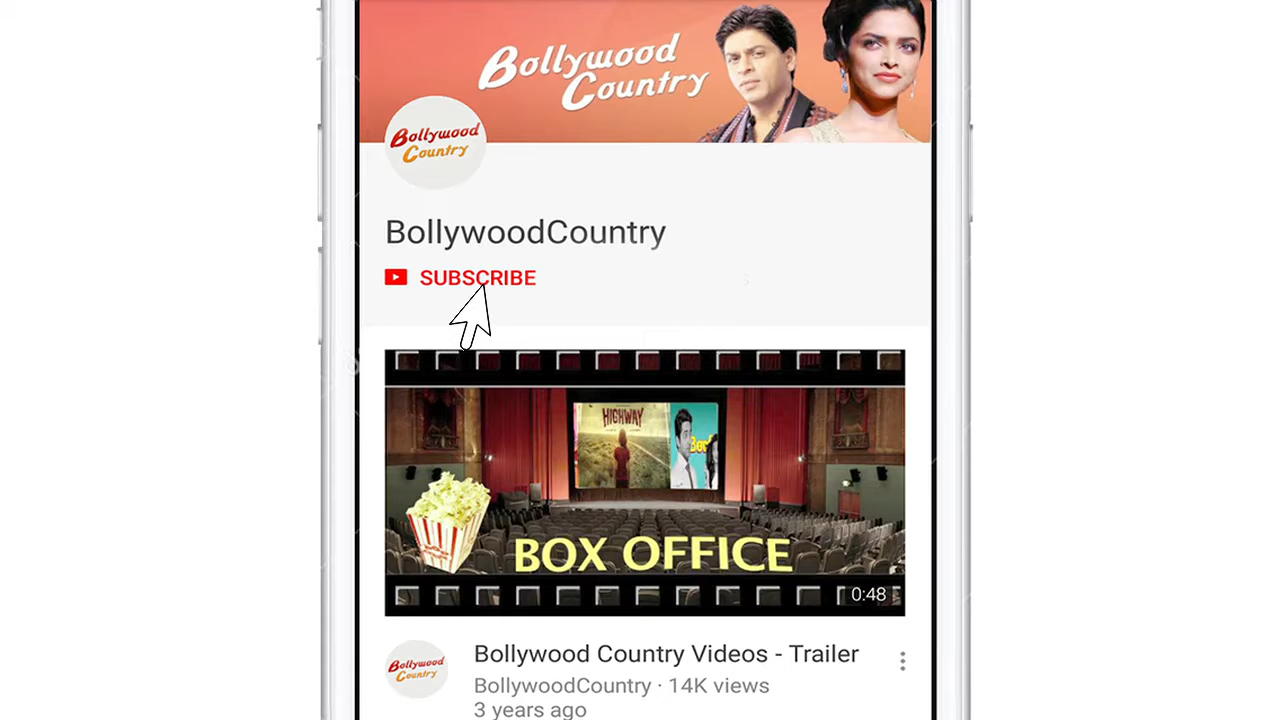 Bollywood
Country
Bollywood
Country
BollywoodCountry
SUBSCRIBE
HIGHWAY
BOX OFFICE
0:48
Bollywood Country Videos - Trailer
Bollywood
Country
BollywoodCountry · 14K views
3 years ago